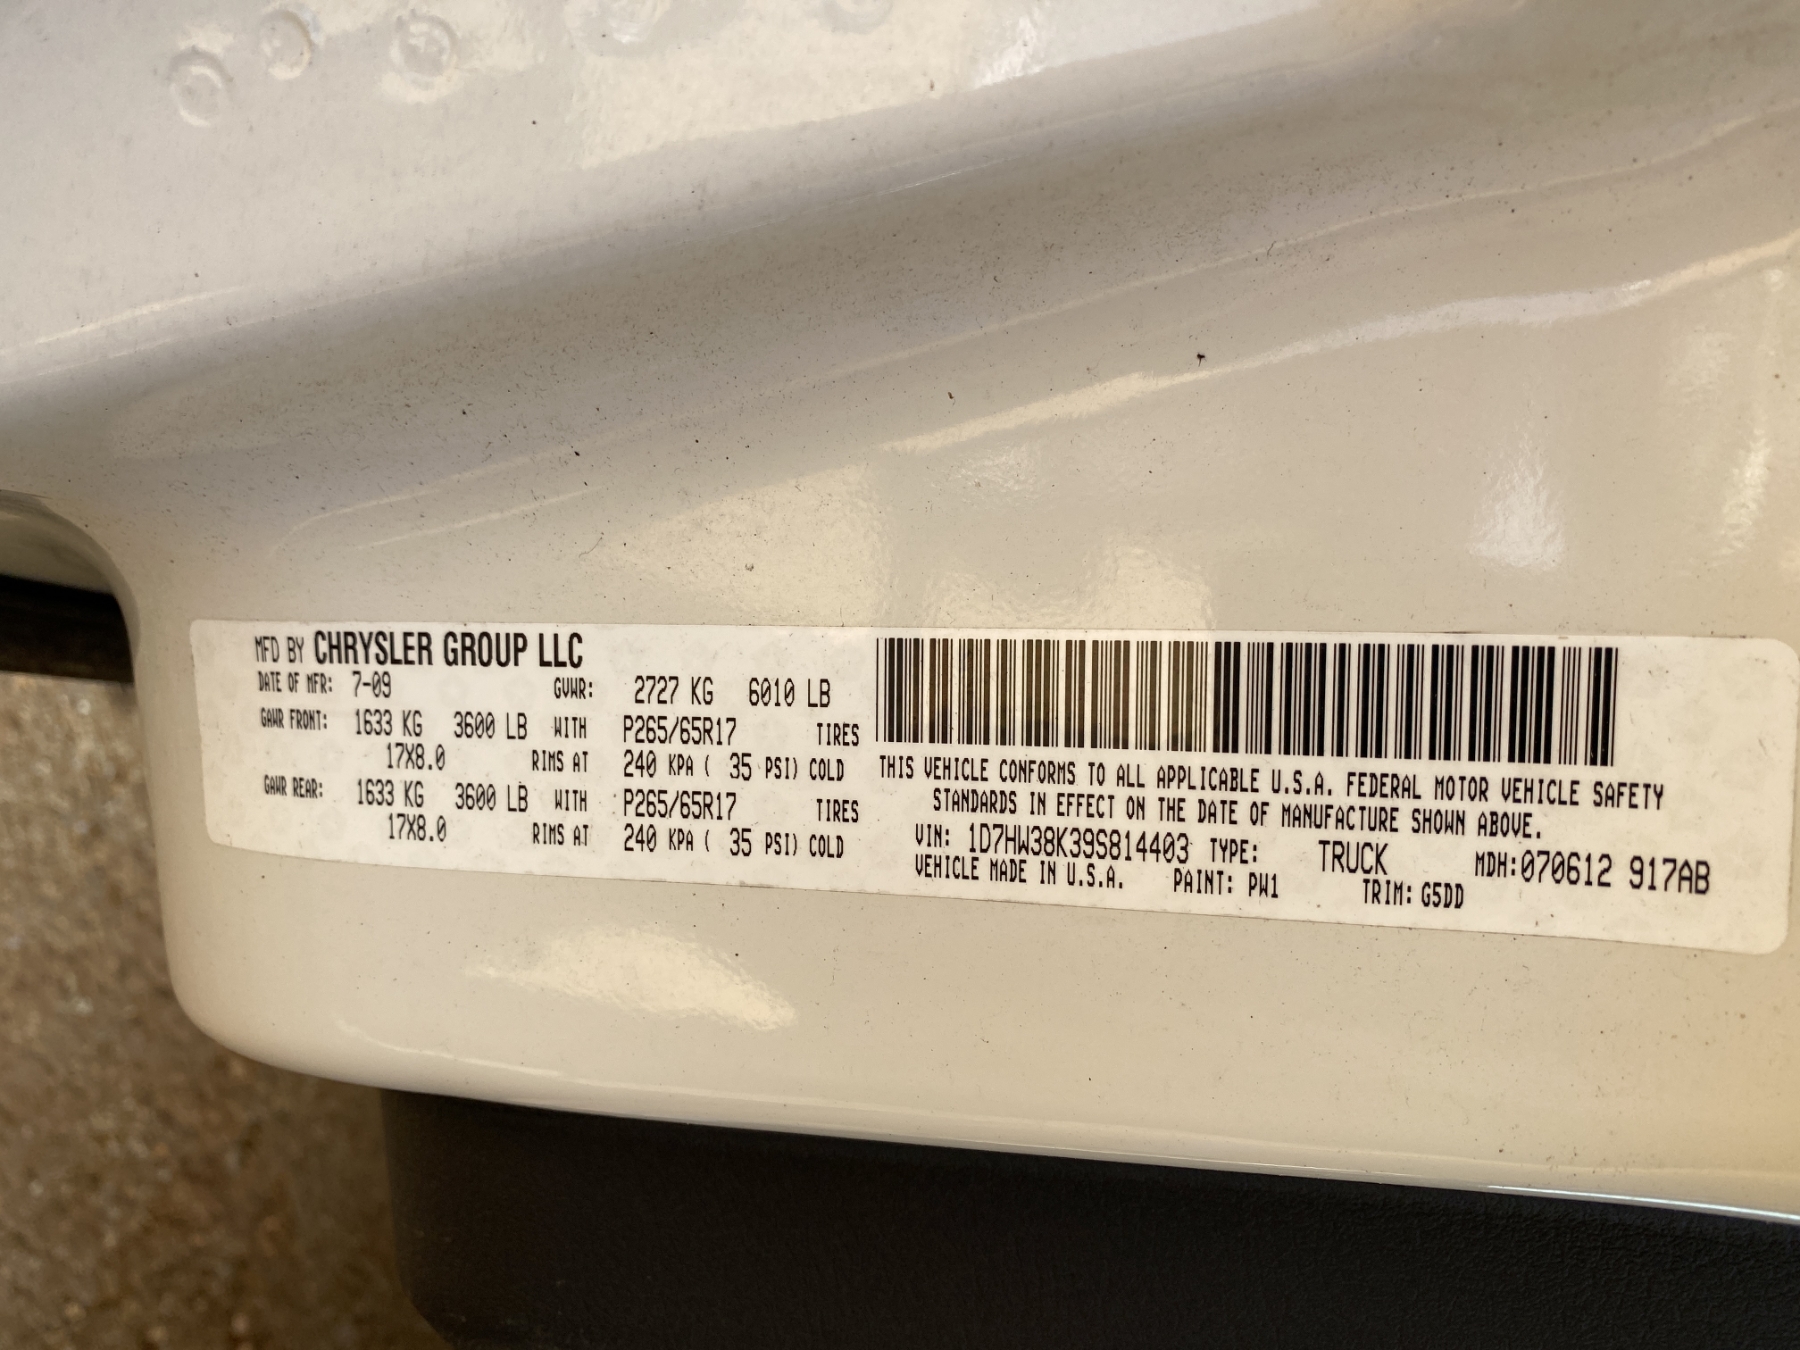 MFD BY CHRYSLER GROUP LLC
DATE OF MFR: 7-09 GVWR: 2727 KG 6010 LB
GAWR FRONT: 1633 KG 3600 LB WITH P265/65R17 TIRES
17X8.0 RIMS AT 240 KPA ( 35 PSI) COLD
GAWR REAR: 1633 KG 3600 LB WITH P265/65R17 TIRES
17X8.0 RIMS AT 240 KPA ( 35 PSI) COLD
THIS VEHICLE CONFORMS TO ALL APPLICABLE U.S.A. FEDERAL MOTOR VEHICLE SAFETY
STANDARDS IN EFFECT ON THE DATE OF MANUFACTURE SHOWN ABOVE.
VIN: 1D7HW38K39S814403 TYPE: TRUCK MDH:070612 917AB
VEHICLE MADE IN U.S.A. PAINT: PW1 TRIM: G5DD